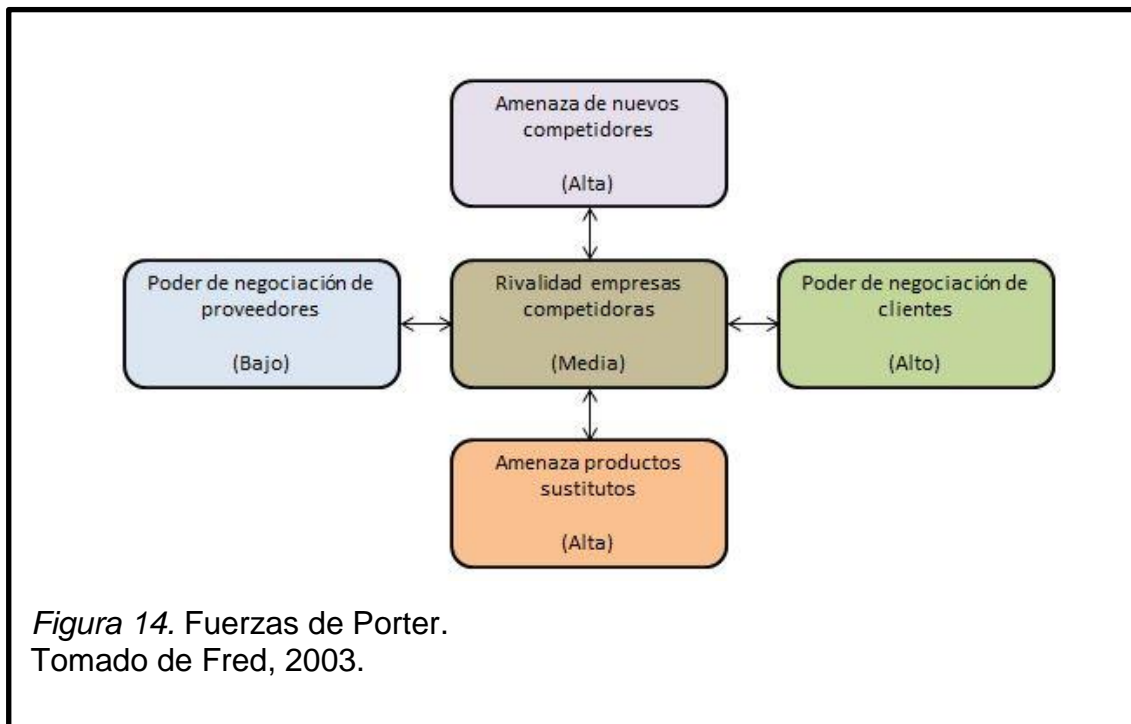 Amenaza de nuevos
competidores
(Alta)
Poder de negociación de
proveedores
(Bajo)
Rivalidad empresas
competidoras
(Media)
Poder de negociación de
clientes
(Alto)
Amenaza productos
sustitutos
(Alta)
Figura 14. Fuerzas de Porter.
Tomado de Fred, 2003.